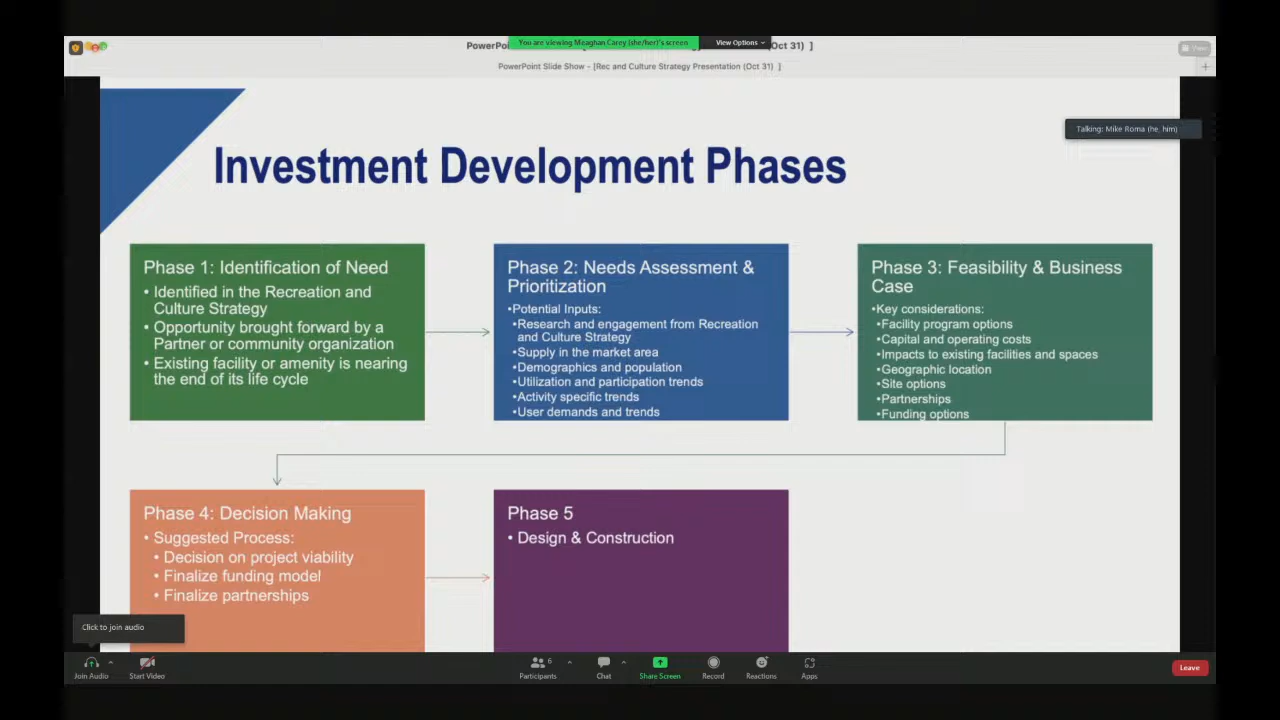 PowerPoi
You are viewing Meaghan Carey (she/her)'s screen
View Options
Oct 31) ]
View
PowerPoint Slide Show - [Rec and Culture Strategy Presentation (Oct 31) ]
Talking: Mike Roma (he, him)
Investment Development Phases
Phase 1: Identification of Need
• Identified in the Recreation and
Culture Strategy
• Opportunity brought forward by a
Partner or community organization
• Existing facility or amenity is nearing
the end of its life cycle
Phase 2: Needs Assessment &
Prioritization
•Potential Inputs:
•Research and engagement from Recreation
and Culture Strategy
•Supply in the market area
•Demographics and population
•Utilization and participation trends
•Activity specific trends
•User demands and trends
Phase 3: Feasibility & Business
Case
•Key considerations:
•Facility program options
•Capital and operating costs
•Impacts to existing facilities and spaces
•Geographic location
•Site options
•Partnerships
•Funding options
Phase 4: Decision Making
• Suggested Process:
• Decision on project viability
• Finalize funding model
• Finalize partnerships
Phase 5
• Design & Construction
Click to join audio
Join Audio
Start Video
6
Participants
Chat
Share Screen
Record
Reactions
Apps
Leave